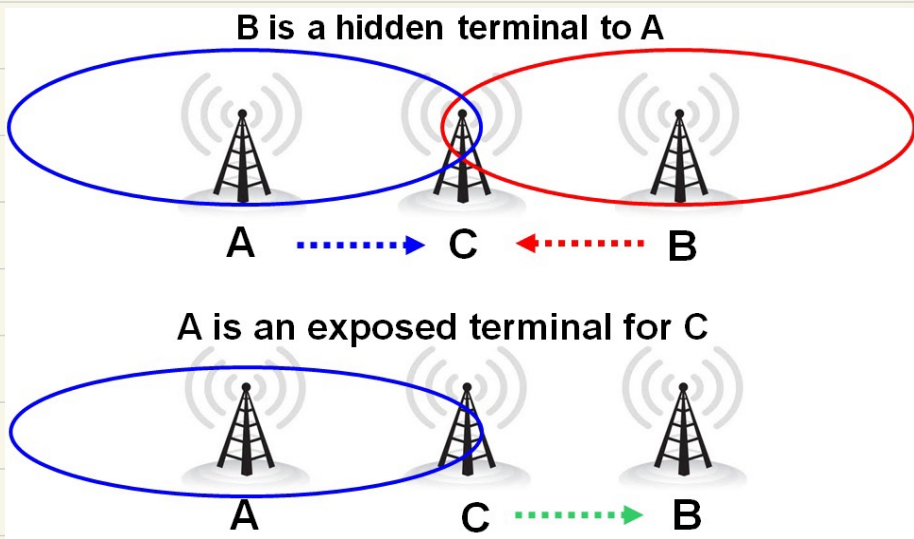 B is a hidden terminal to A
A C B
A is an exposed terminal for C
A C B